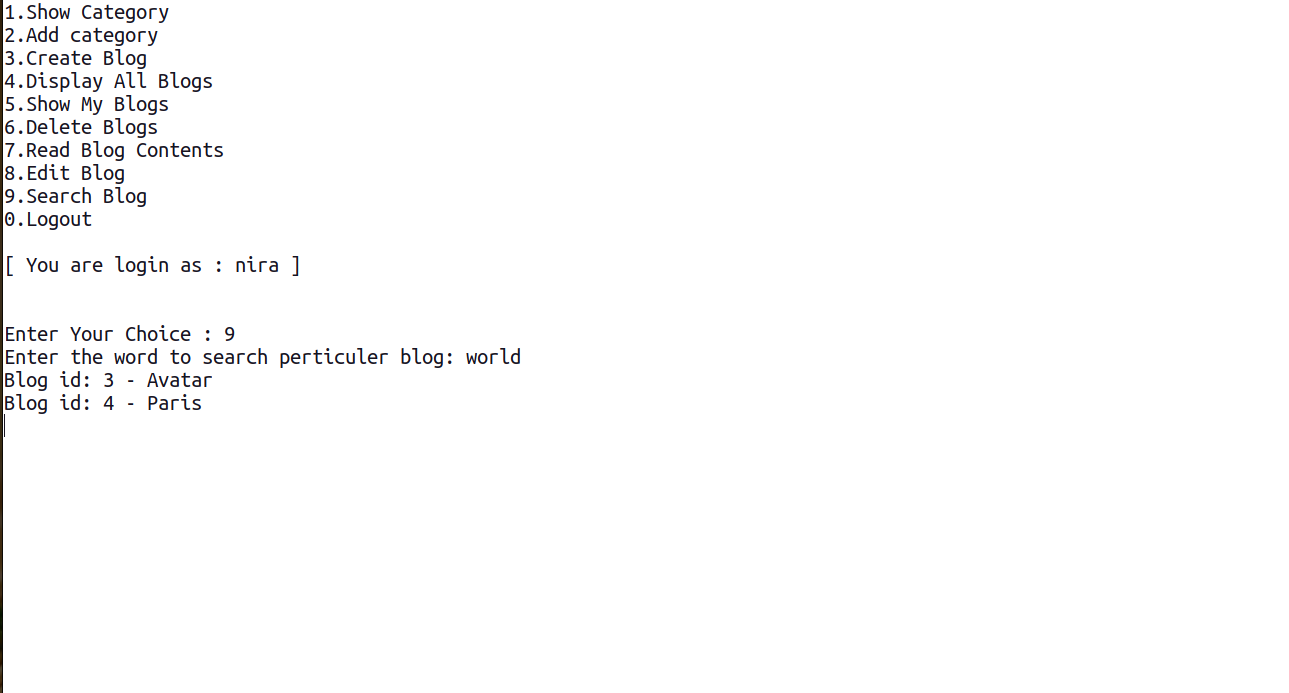 1.Show Category
2.Add category
3.Create Blog
4.Display All Blogs
5.Show My Blogs
6.Delete Blogs
7.Read Blog Contents
8.Edit Blog
9.Search Blog
0.Logout
[ You are login as : nira ]
Enter Your Choice : 9
Enter the word to search perticuler blog: world
Blog id: 3 - Avatar
Blog id: 4 - Paris